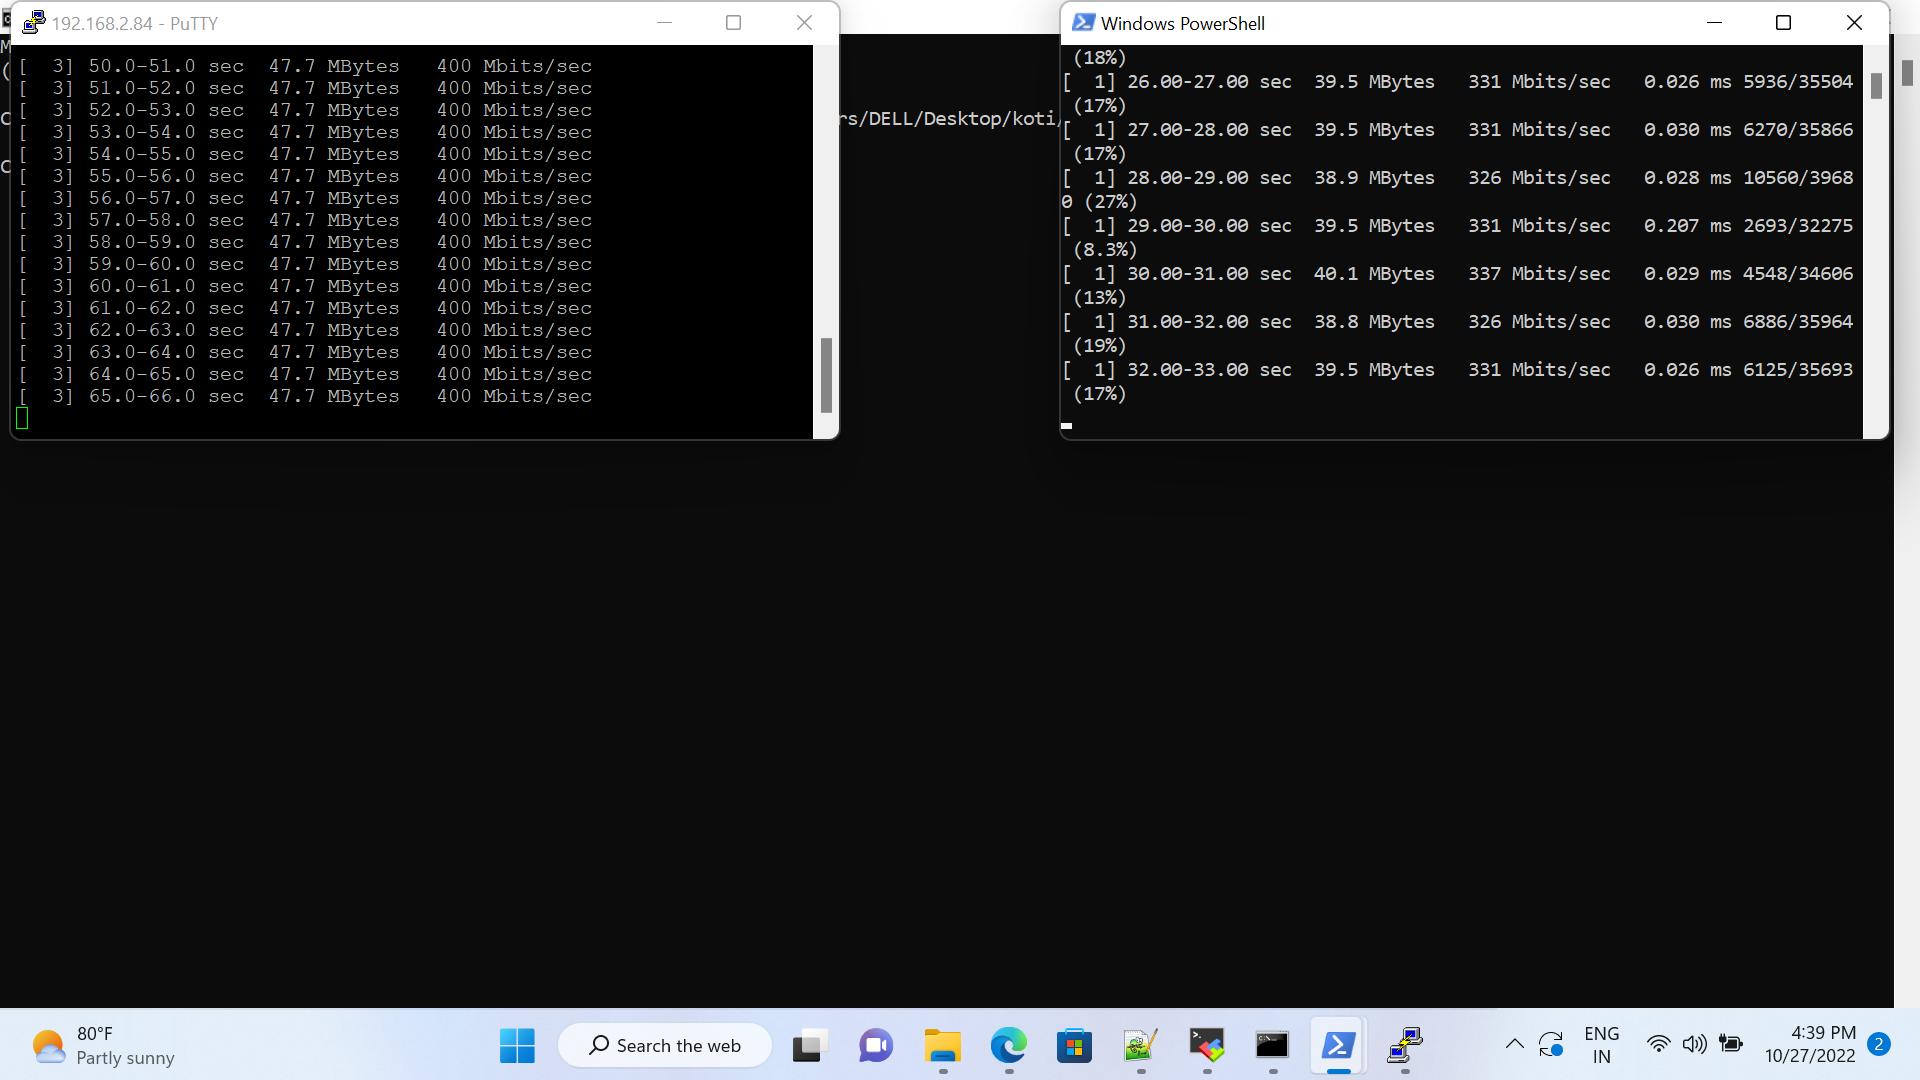 192.168.2.84 - PuTTY
[  3] 50.0-51.0 sec  47.7 MBytes   400 Mbits/sec
[  3] 51.0-52.0 sec  47.7 MBytes   400 Mbits/sec
[  3] 52.0-53.0 sec  47.7 MBytes   400 Mbits/sec
[  3] 53.0-54.0 sec  47.7 MBytes   400 Mbits/sec
[  3] 54.0-55.0 sec  47.7 MBytes   400 Mbits/sec
[  3] 55.0-56.0 sec  47.7 MBytes   400 Mbits/sec
[  3] 56.0-57.0 sec  47.7 MBytes   400 Mbits/sec
[  3] 57.0-58.0 sec  47.7 MBytes   400 Mbits/sec
[  3] 58.0-59.0 sec  47.7 MBytes   400 Mbits/sec
[  3] 59.0-60.0 sec  47.7 MBytes   400 Mbits/sec
[  3] 60.0-61.0 sec  47.7 MBytes   400 Mbits/sec
[  3] 61.0-62.0 sec  47.7 MBytes   400 Mbits/sec
[  3] 62.0-63.0 sec  47.7 MBytes   400 Mbits/sec
[  3] 63.0-64.0 sec  47.7 MBytes   400 Mbits/sec
[  3] 64.0-65.0 sec  47.7 MBytes   400 Mbits/sec
[  3] 65.0-66.0 sec  47.7 MBytes   400 Mbits/sec
rs/DELL/Desktop/koti/
Windows PowerShell
(18%)
[  1] 26.00-27.00 sec  39.5 MBytes   331 Mbits/sec   0.026 ms 5936/35504
(17%)
[  1] 27.00-28.00 sec  39.5 MBytes   331 Mbits/sec   0.030 ms 6270/35866
(17%)
[  1] 28.00-29.00 sec  38.9 MBytes   326 Mbits/sec   0.028 ms 10560/3968
0 (27%)
[  1] 29.00-30.00 sec  39.5 MBytes   331 Mbits/sec   0.207 ms 2693/32275
(8.3%)
[  1] 30.00-31.00 sec  40.1 MBytes   337 Mbits/sec   0.029 ms 4548/34606
(13%)
[  1] 31.00-32.00 sec  38.8 MBytes   326 Mbits/sec   0.030 ms 6886/35964
(19%)
[  1] 32.00-33.00 sec  39.5 MBytes   331 Mbits/sec   0.026 ms 6125/35693
(17%)
80°F
Partly sunny
Search the web
ENG
IN
4:39 PM
10/27/2022
2